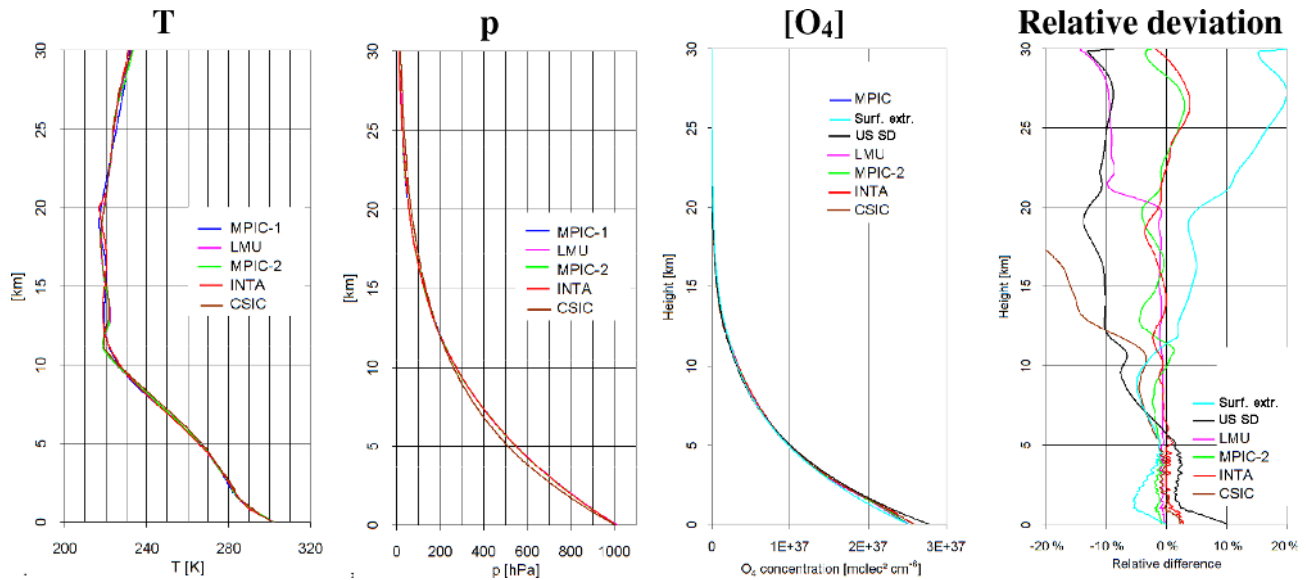 T
30
25
20
15
10
5
0
[km]
MPIC-1
LMU
MPIC-2
INTA
CSIC
200 240 280 320
T [K]
p
30
25
20
15
10
5
0
[km]
MPIC-1
LMU
MPIC-2
INTA
CSIC
0 200 400 600 800 1000
p [hPa]
[O₄]
30
25
20
15
10
5
0
Height [km]
MPIC
Surf. extr.
US SD
LMU
MPIC-2
INTA
CSIC
0 1E+37 2E+37 3E+37
O₄ concentration [mclec² cm⁻⁶]
Relative deviation
30
25
20
15
10
5
0
Height [km]
Surf. extr.
US SD
LMU
MPIC-2
INTA
CSIC
-20 % -10 % 0 % 10 % 20 %
Relative difference